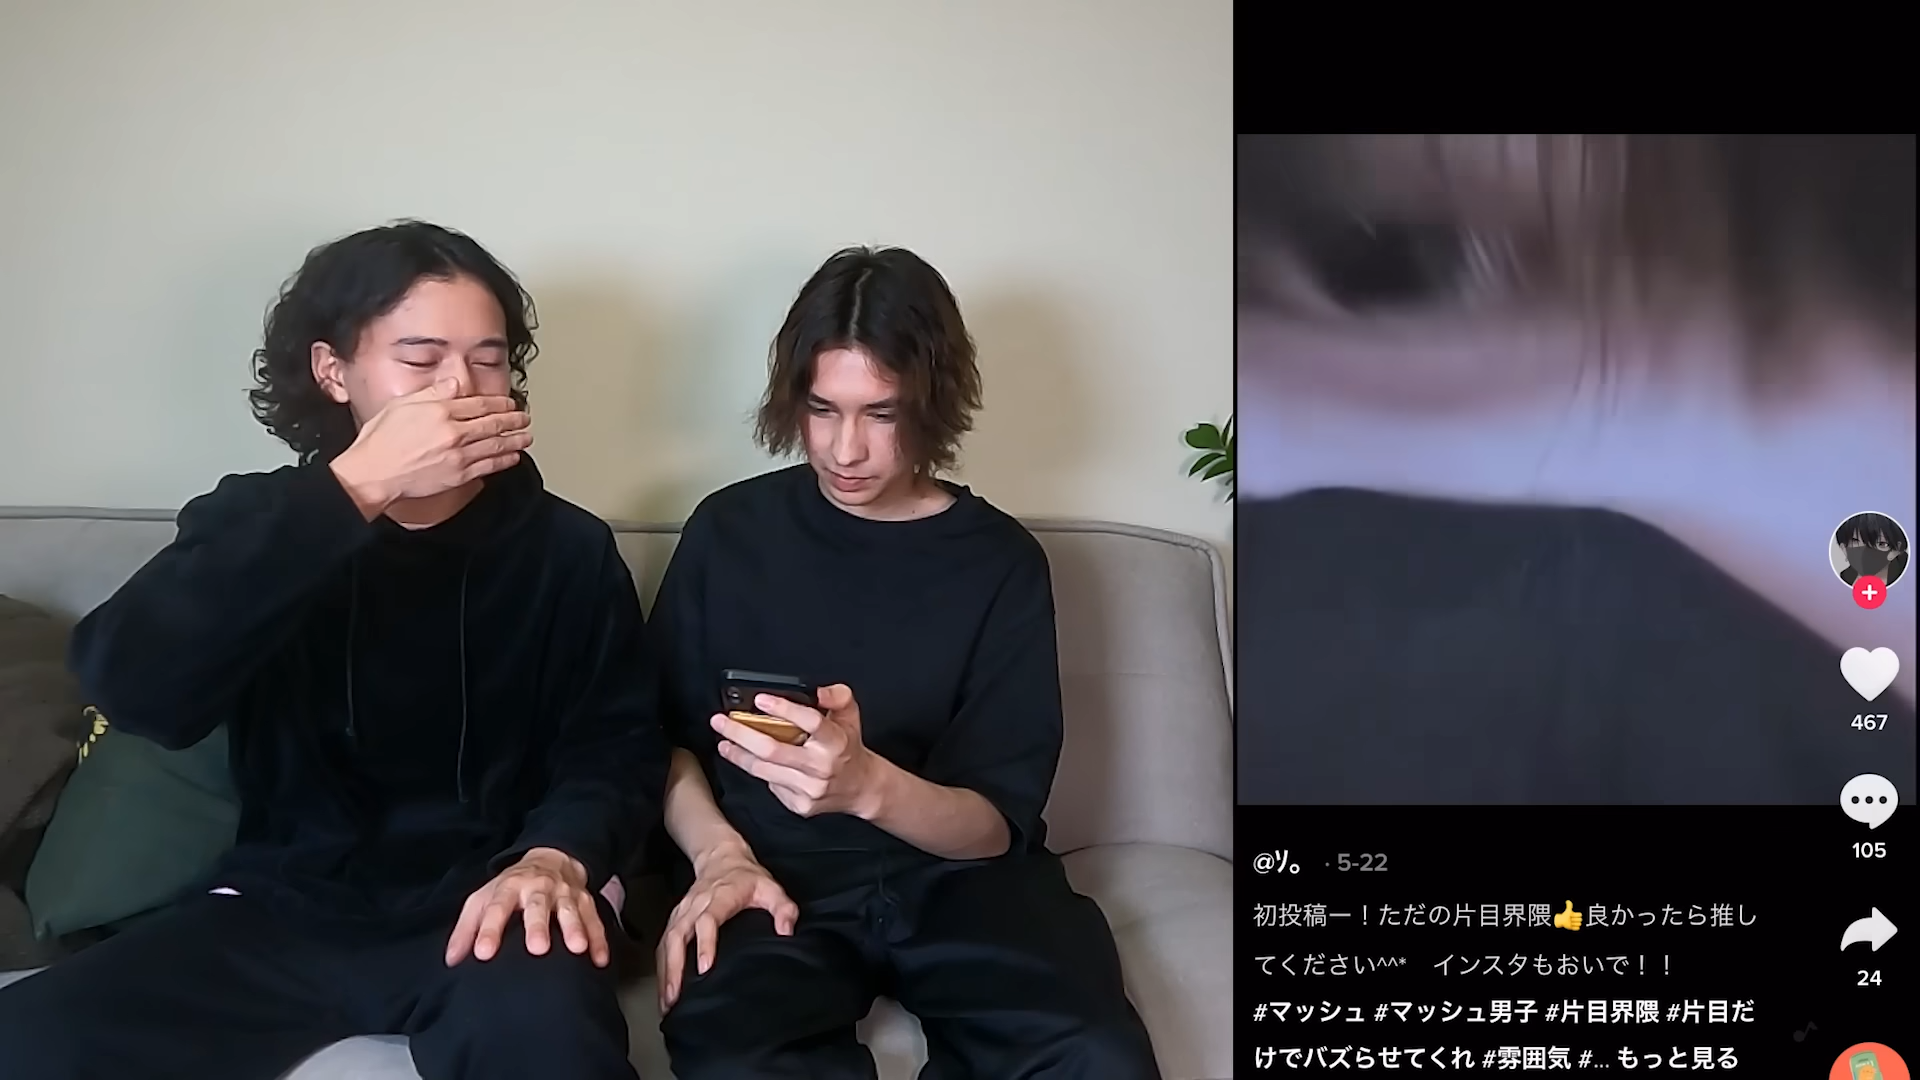 @ソ。 · 5-22
初投稿ー！ただの片目界隈👍良かったら推し
てください^^* インスタもおいで！！
#マッシュ #マッシュ男子 #片目界隈 #片目だ
けでバズらせてくれ #雰囲気 #... もっと見る
467
105
24